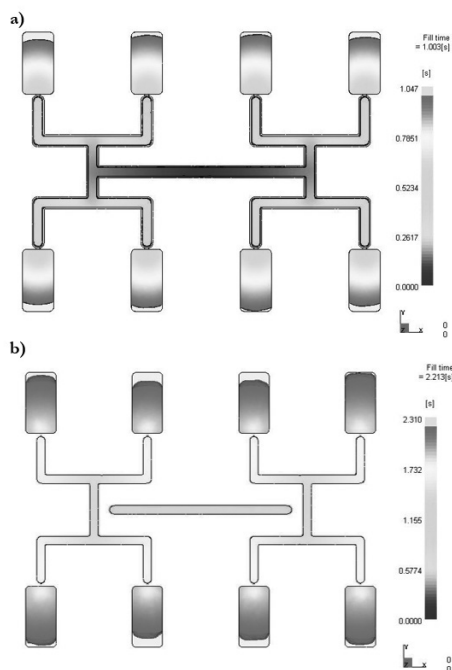 a)
Fill time
= 1.003[s]
[s]
1.047
0.7851
0.5234
0.2617
0.0000
Y
Z X
0
0
b)
Fill time
= 2.213[s]
[s]
2.310
1.732
1.155
0.5774
0.0000
Y
Z X
0
0